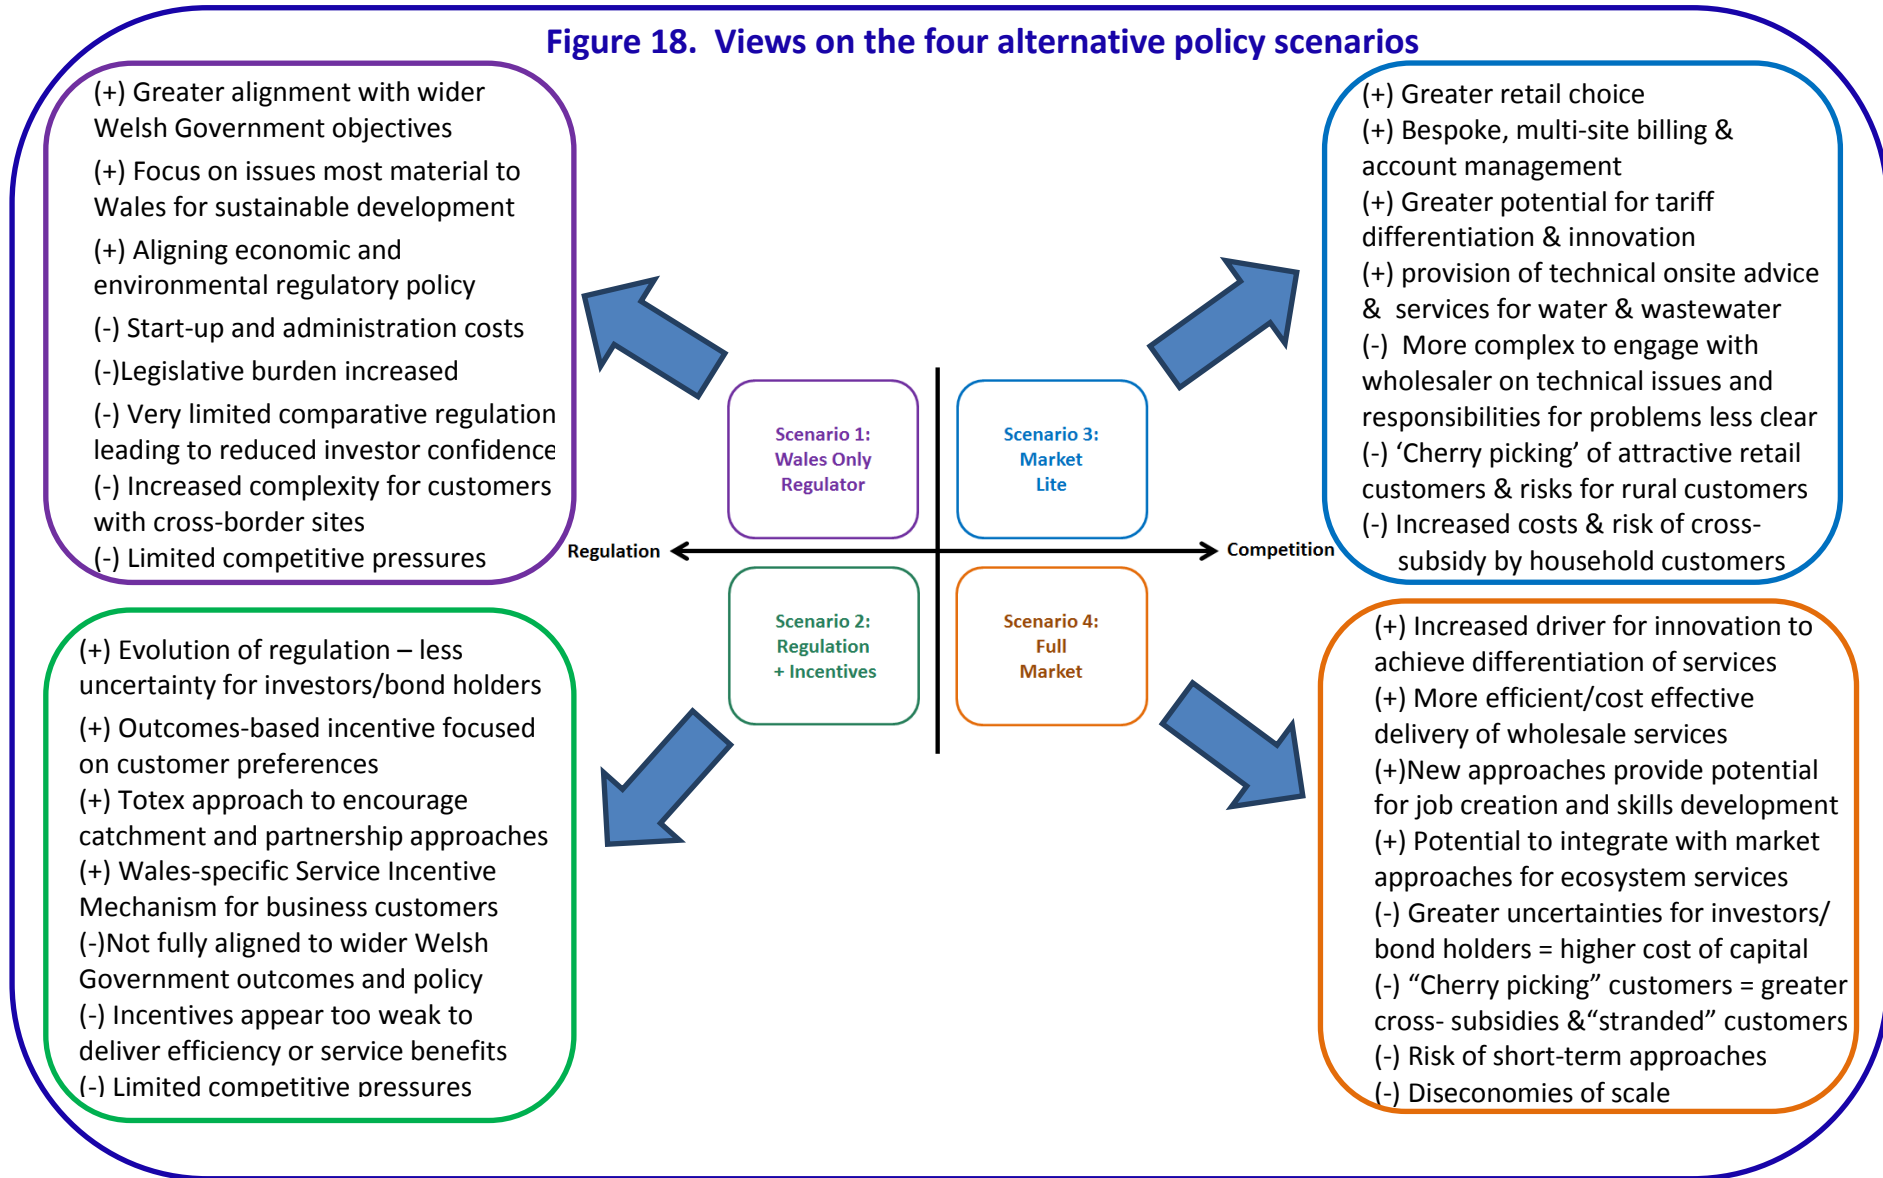 Figure 18.  Views on the four alternative policy scenarios
(+) Greater alignment with wider
Welsh Government objectives
(+) Focus on issues most material to
Wales for sustainable development
(+) Aligning economic and
environmental regulatory policy
(-) Start-up and administration costs
(-)Legislative burden increased
(-) Very limited comparative regulation
leading to reduced investor confidence
(-) Increased complexity for customers
with cross-border sites
(-) Limited competitive pressures
(+) Greater retail choice
(+) Bespoke, multi-site billing &
account management
(+) Greater potential for tariff
differentiation & innovation
(+) provision of technical onsite advice
&  services for water & wastewater
(-)  More complex to engage with
wholesaler on technical issues and
responsibilities for problems less clear
(-) ‘Cherry picking’ of attractive retail
customers & risks for rural customers
(-) Increased costs & risk of cross-
subsidy by household customers
Scenario 1:
Wales Only
Regulator
Scenario 3:
Market
Lite
Regulation
Competition
Scenario 2:
Regulation
+ Incentives
Scenario 4:
Full
Market
(+) Evolution of regulation – less
uncertainty for investors/bond holders
(+) Outcomes-based incentive focused
on customer preferences
(+) Totex approach to encourage
catchment and partnership approaches
(+) Wales-specific Service Incentive
Mechanism for business customers
(-)Not fully aligned to wider Welsh
Government outcomes and policy
(-) Incentives appear too weak to
deliver efficiency or service benefits
(-) Limited competitive pressures
(+) Increased driver for innovation to
achieve differentiation of services
(+) More efficient/cost effective
delivery of wholesale services
(+)New approaches provide potential
for job creation and skills development
(+) Potential to integrate with market
approaches for ecosystem services
(-) Greater uncertainties for investors/
bond holders = higher cost of capital
(-) “Cherry picking” customers = greater
cross- subsidies &“stranded” customers
(-) Risk of short-term approaches
(-) Diseconomies of scale